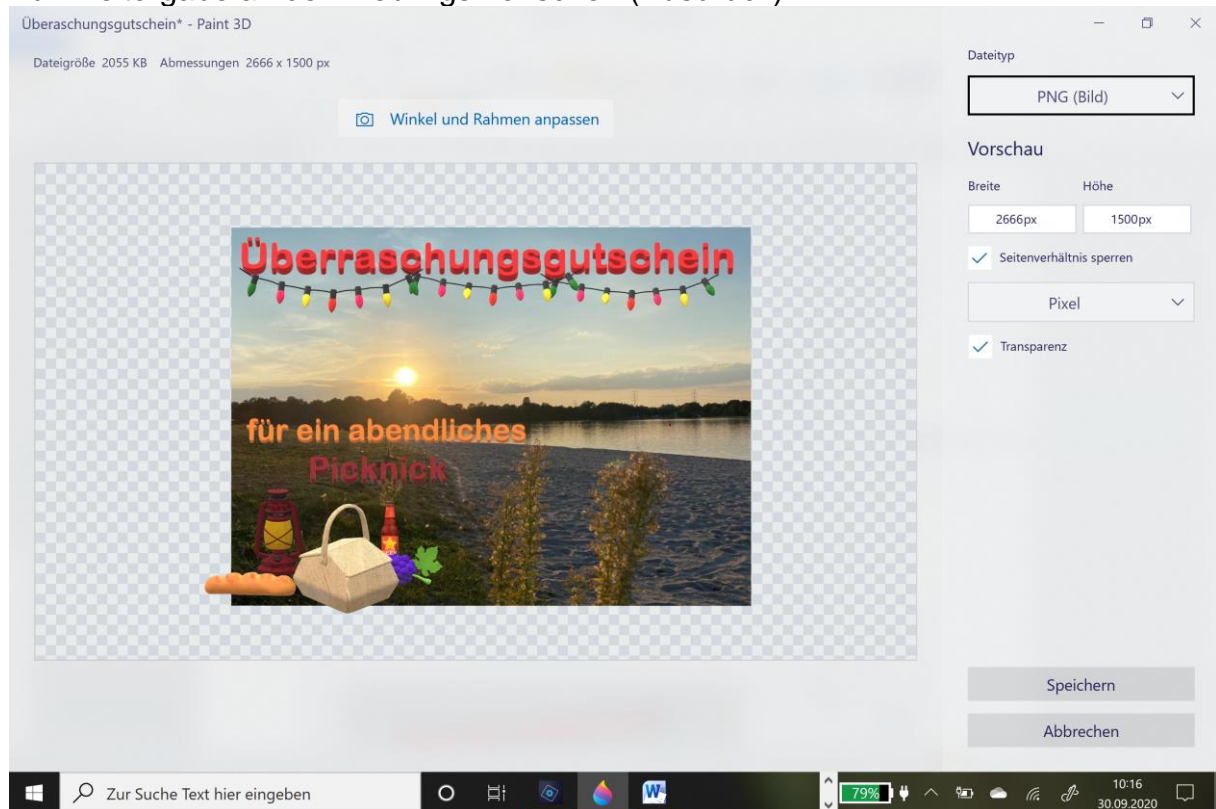 Überaschungsgutschein* - Paint 3D
Dateigröße 2055 KB Abmessungen 2666 x 1500 px
Winkel und Rahmen anpassen
Überraschungsgutschein
für ein abendliches
Picknick
Dateityp
PNG (Bild)
Vorschau
Breite Höhe
2666px 1500px
Seitenverhältnis sperren
Pixel
Transparenz
Speichern
Abbrechen
Zur Suche Text hier eingeben
79%
10:16
30.09.2020